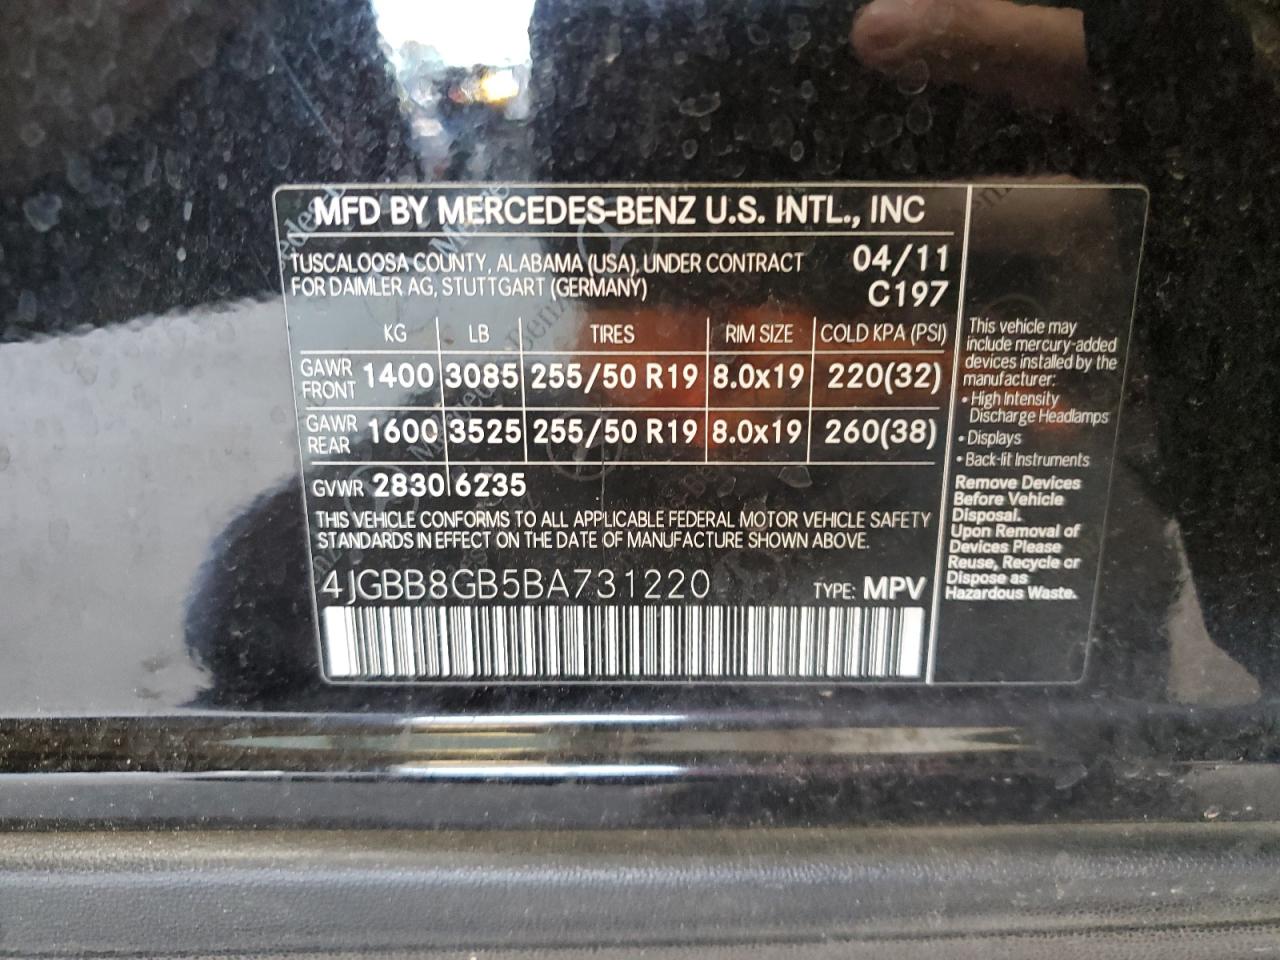 MFD BY MERCEDES-BENZ U.S. INTL., INC
TUSCALOOSA COUNTY, ALABAMA (USA), UNDER CONTRACT 04/11
FOR DAIMLER AG, STUTTGART (GERMANY) C197
KG LB TIRES RIM SIZE COLD KPA (PSI)
GAWR FRONT 1400 3085 255/50 R19 8.0x19 220(32)
GAWR REAR 1600 3525 255/50 R19 8.0x19 260(38)
GVWR 2830 6235
THIS VEHICLE CONFORMS TO ALL APPLICABLE FEDERAL MOTOR VEHICLE SAFETY
STANDARDS IN EFFECT ON THE DATE OF MANUFACTURE SHOWN ABOVE.
4JGBB8GB5BA731220 TYPE: MPV
This vehicle may
include mercury-added
devices installed by the
manufacturer:
• High Intensity
Discharge Headlamps
• Displays
• Back-lit Instruments
Remove Devices
Before Vehicle
Disposal.
Upon Removal of
Devices Please
Reuse, Recycle or
Dispose as
Hazardous Waste.